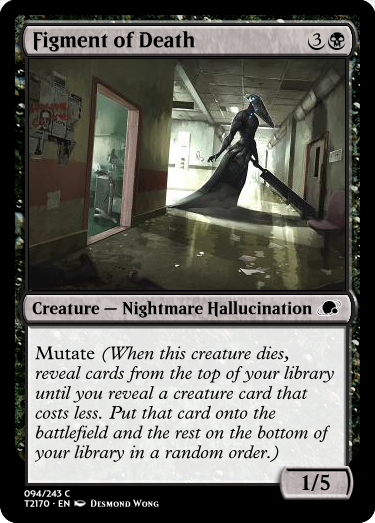 Figment of Death 3
Creature — Nightmare Hallucination
Mutate (When this creature dies,
reveal cards from the top of your library
until you reveal a creature card that
costs less. Put that card onto the
battlefield and the rest on the bottom of
your library in a random order.)
1/5
094/243 C
T2170 • EN Desmond Wong